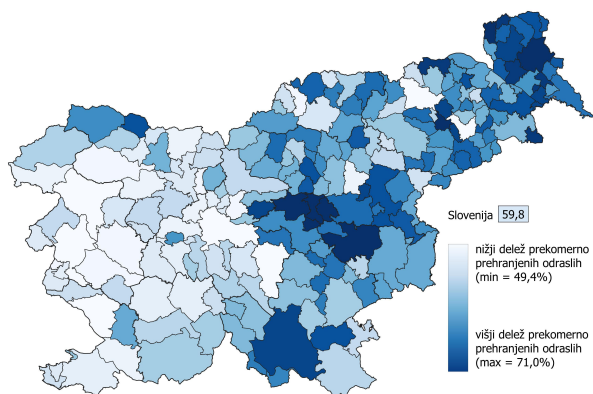 Slovenija 59,8
nižji delež prekomerno
prehranjenih odraslih
(min = 49,4%)
višji delež prekomerno
prehranjenih odraslih
(max = 71,0%)